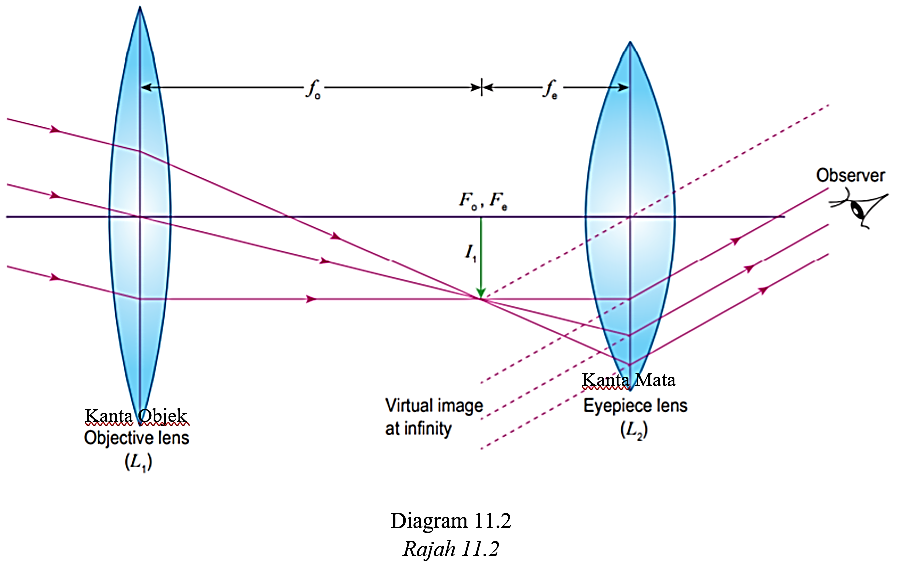 fₒ
fₑ
Observer
Fₒ, Fₑ
I₁
Kanta Objek
Objective lens
(L₁)
Virtual image
at infinity
Kanta Mata
Eyepiece lens
(L₂)
Diagram 11.2
Rajah 11.2